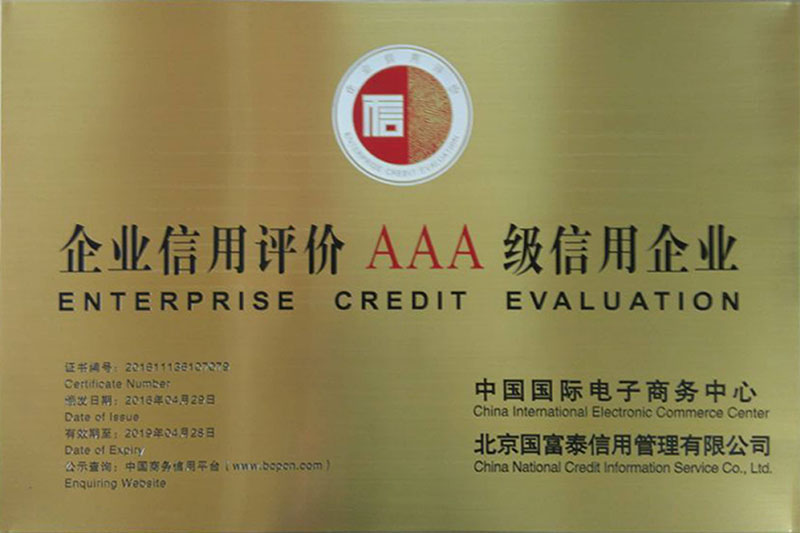 企业信用评价
信
ENTERPRISE CREDIT EVALUATION
企业信用评价 AAA 级信用企业
ENTERPRISE CREDIT EVALUATION
证书编号：201611136107079
Certificate Number
颁发日期：2016年04月29日
Date of Issue
有效期至：2019年04月28日
Date of Expiry
公示查询：中国商务信用平台（www.bcpcn.com）
Enquiring Website
中国国际电子商务中心
China International Electronic Commerce Center
北京国富泰信用管理有限公司
China National Credit Information Service Co., Ltd.